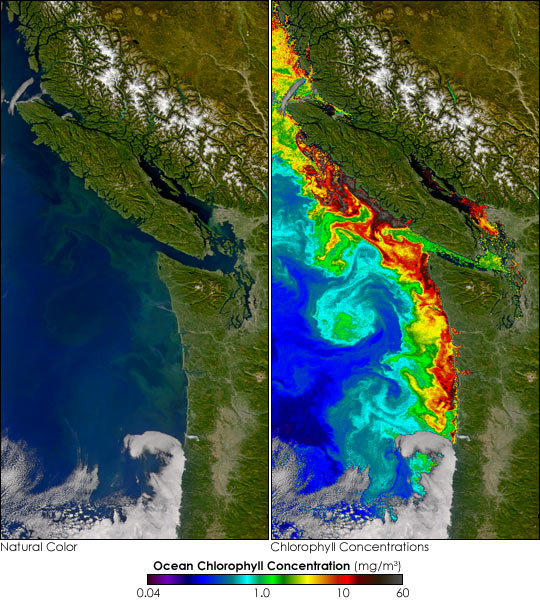 Natural Color
Chlorophyll Concentrations
Ocean Chlorophyll Concentration (mg/m³)
0.04 1.0 10 60